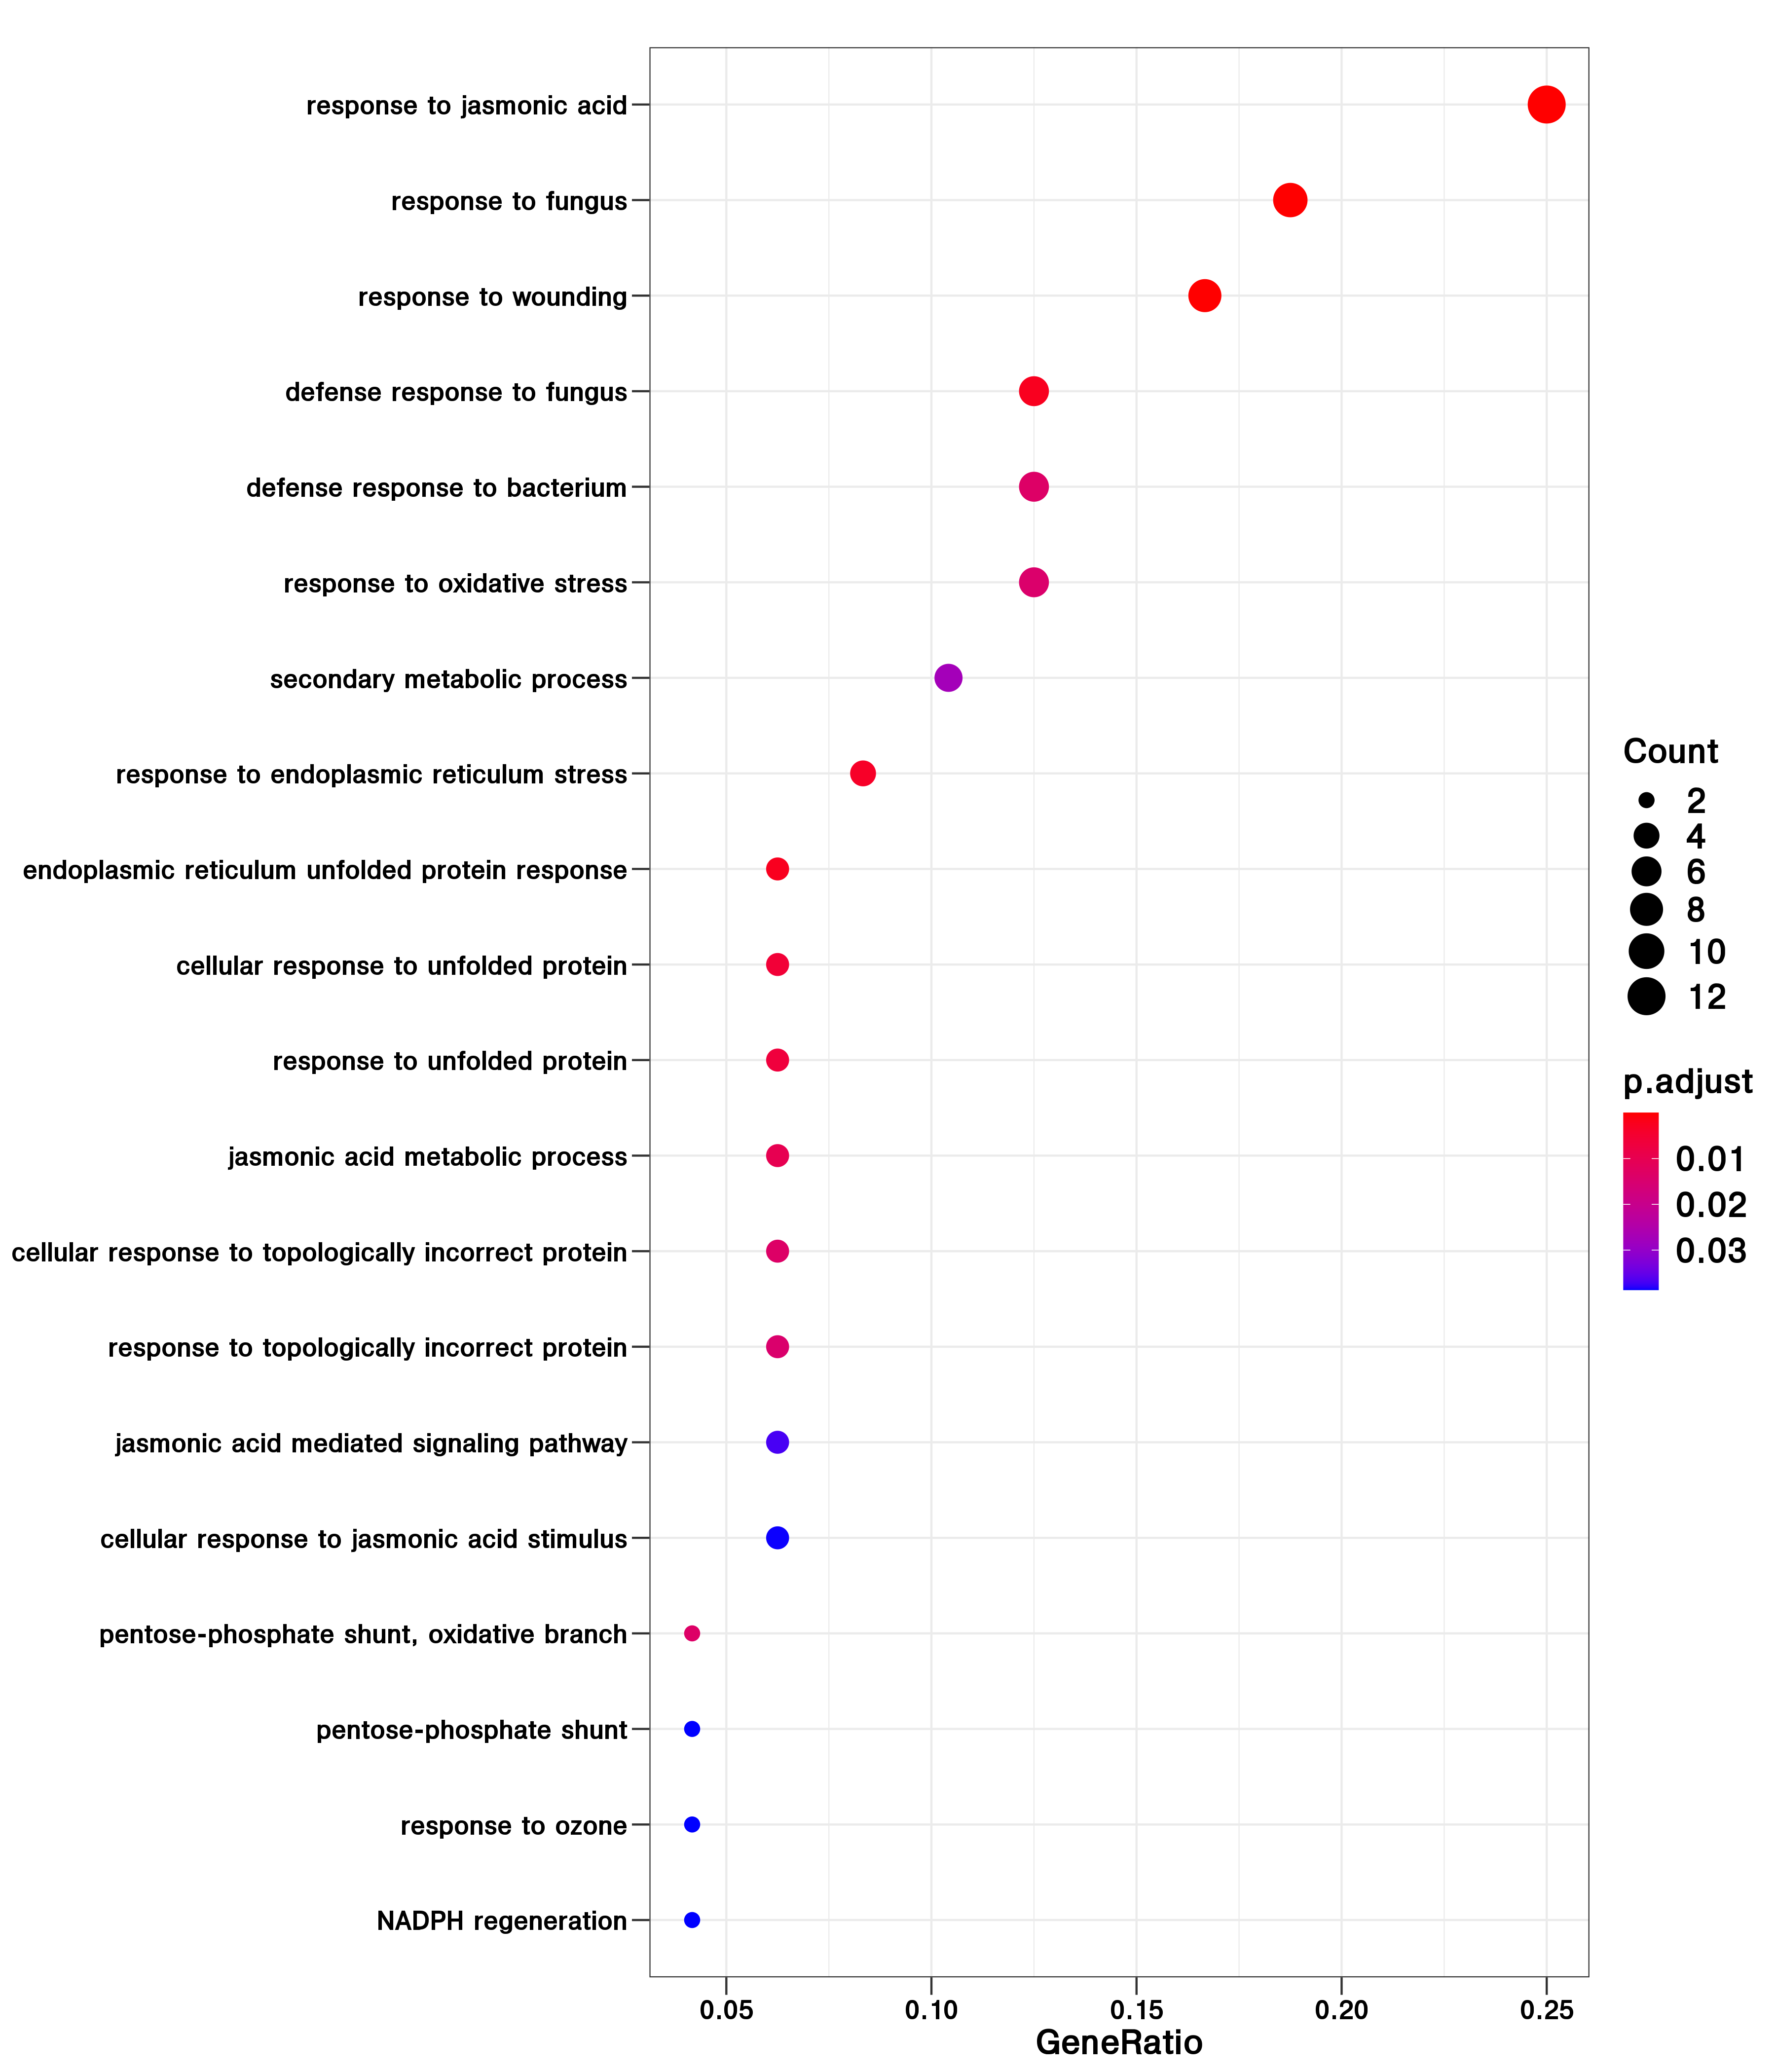 response to jasmonic acid
response to fungus
response to wounding
defense response to fungus
defense response to bacterium
response to oxidative stress
secondary metabolic process
response to endoplasmic reticulum stress
endoplasmic reticulum unfolded protein response
cellular response to unfolded protein
response to unfolded protein
jasmonic acid metabolic process
cellular response to topologically incorrect protein
response to topologically incorrect protein
jasmonic acid mediated signaling pathway
cellular response to jasmonic acid stimulus
pentose-phosphate shunt, oxidative branch
pentose-phosphate shunt
response to ozone
NADPH regeneration
0.05 0.10 0.15 0.20 0.25
GeneRatio
Count
2
4
6
8
10
12
p.adjust
0.01
0.02
0.03